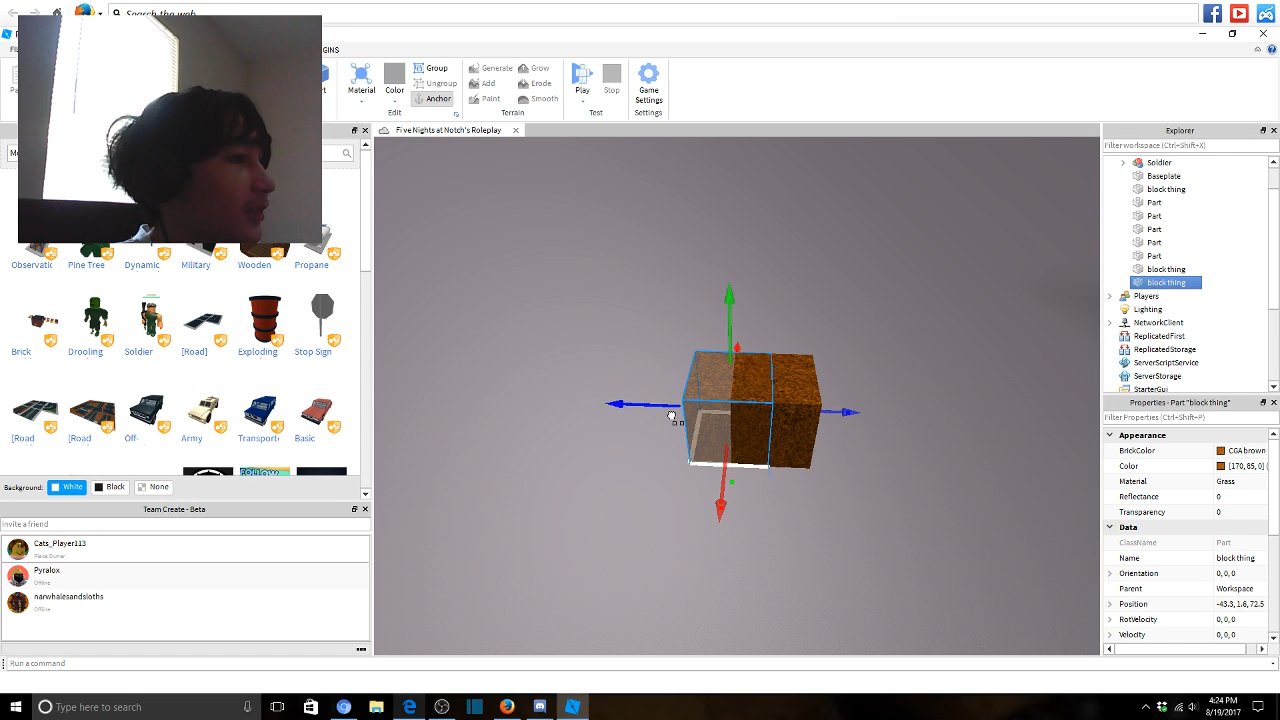 Search the web
FI
GINS
Pa
rt
Material
Color
Group
Ungroup
Anchor
Edit
Generate
Grow
Add
Erode
Paint
Smooth
Terrain
Play
Stop
Test
Game
Settings
Settings
Five Nights at Notch's Roleplay
Explorer
Filter workspace (Ctrl+Shift+X)
Soldier
Baseplate
block thing
Part
Part
Part
Part
Part
block thing
block thing
Players
Lighting
NetworkClient
ReplicatedFirst
ReplicatedStorage
ServerScriptService
ServerStorage
StarterGui
Mo
Observatio
Pine Tree
Dynamic
Military
Wooden
Propane
Brick
Drooling
Soldier
[Road]
Exploding
Stop Sign
[Road
[Road
Off-
Army
Transport
Basic
FOLLOW
Background:
White
Black
None
Team Create - Beta
Invite a friend
Cats_Player113
Place Owner
Pyralox
Offline
narwhalesandsloths
Offline
Properties - Part "block thing"
Filter Properties (Ctrl+Shift+P)
Appearance
BrickColor CGA brown
Color [170, 85, 0] (
Material Grass
Reflectance 0
Transparency 0
Data
ClassName Part
Name block thing
Orientation 0, 0, 0
Parent Workspace
Position -43.3, 1.6, 72.5
RotVelocity 0, 0, 0
Velocity 0, 0, 0
Run a command
Type here to search
4:24 PM
8/19/2017